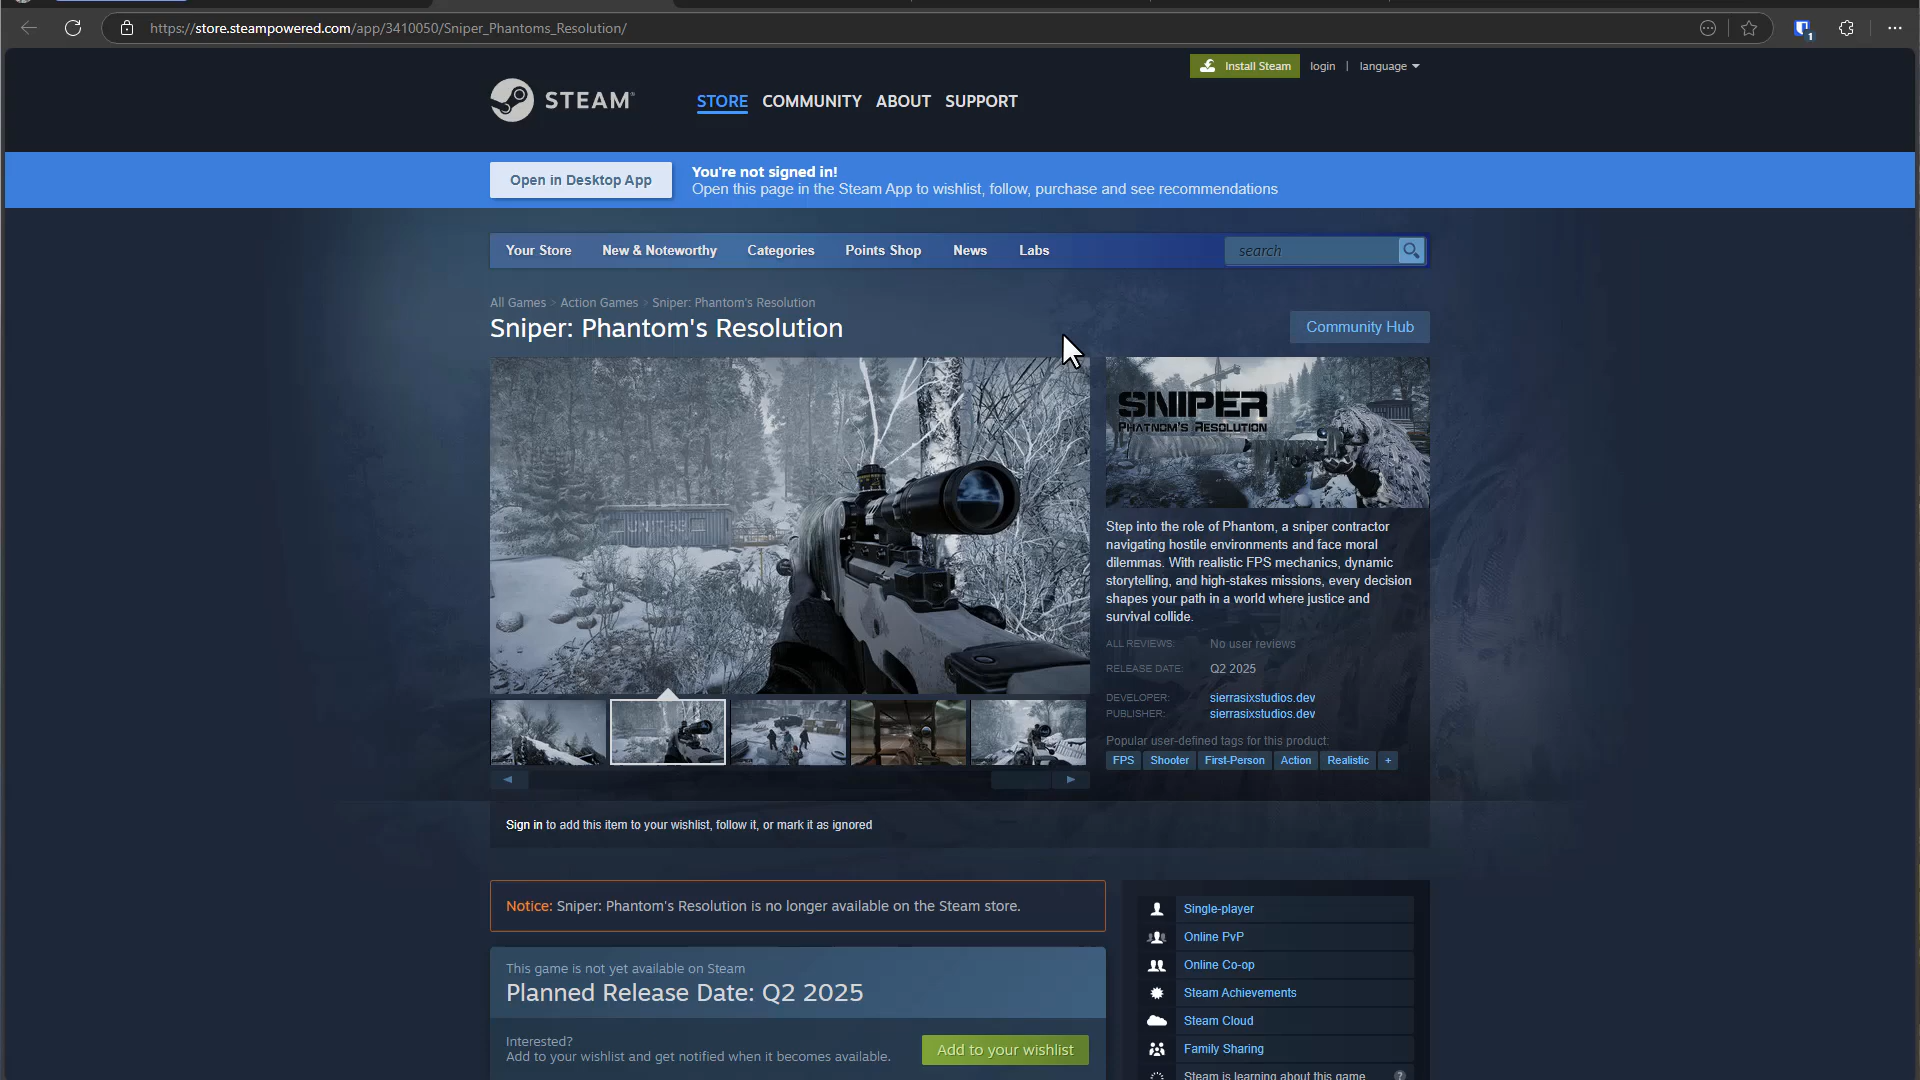 https://store.steampowered.com/app/3410050/Sniper_Phantoms_Resolution/
1
Install Steam
login
|
language
STEAM®
STORE
COMMUNITY
ABOUT
SUPPORT
Open in Desktop App
You're not signed in!
Open this page in the Steam App to wishlist, follow, purchase and see recommendations
Your Store
New & Noteworthy
Categories
Points Shop
News
Labs
search
All Games > Action Games > Sniper: Phantom's Resolution
Sniper: Phantom's Resolution
Community Hub
UNIT 53
SNIPER
PHATNOM'S RESOLUTION
Step into the role of Phantom, a sniper contractor
navigating hostile environments and face moral
dilemmas. With realistic FPS mechanics, dynamic
storytelling, and high-stakes missions, every decision
shapes your path in a world where justice and
survival collide.
ALL REVIEWS: No user reviews
RELEASE DATE: Q2 2025
DEVELOPER: sierrasixstudios.dev
PUBLISHER: sierrasixstudios.dev
Popular user-defined tags for this product:
FPS
Shooter
First-Person
Action
Realistic
+
Sign in to add this item to your wishlist, follow it, or mark it as ignored
Notice: Sniper: Phantom's Resolution is no longer available on the Steam store.
This game is not yet available on Steam
Planned Release Date: Q2 2025
Interested?
Add to your wishlist and get notified when it becomes available.
Add to your wishlist
Single-player
Online PvP
Online Co-op
Steam Achievements
Steam Cloud
Family Sharing
Steam is learning about this game
?